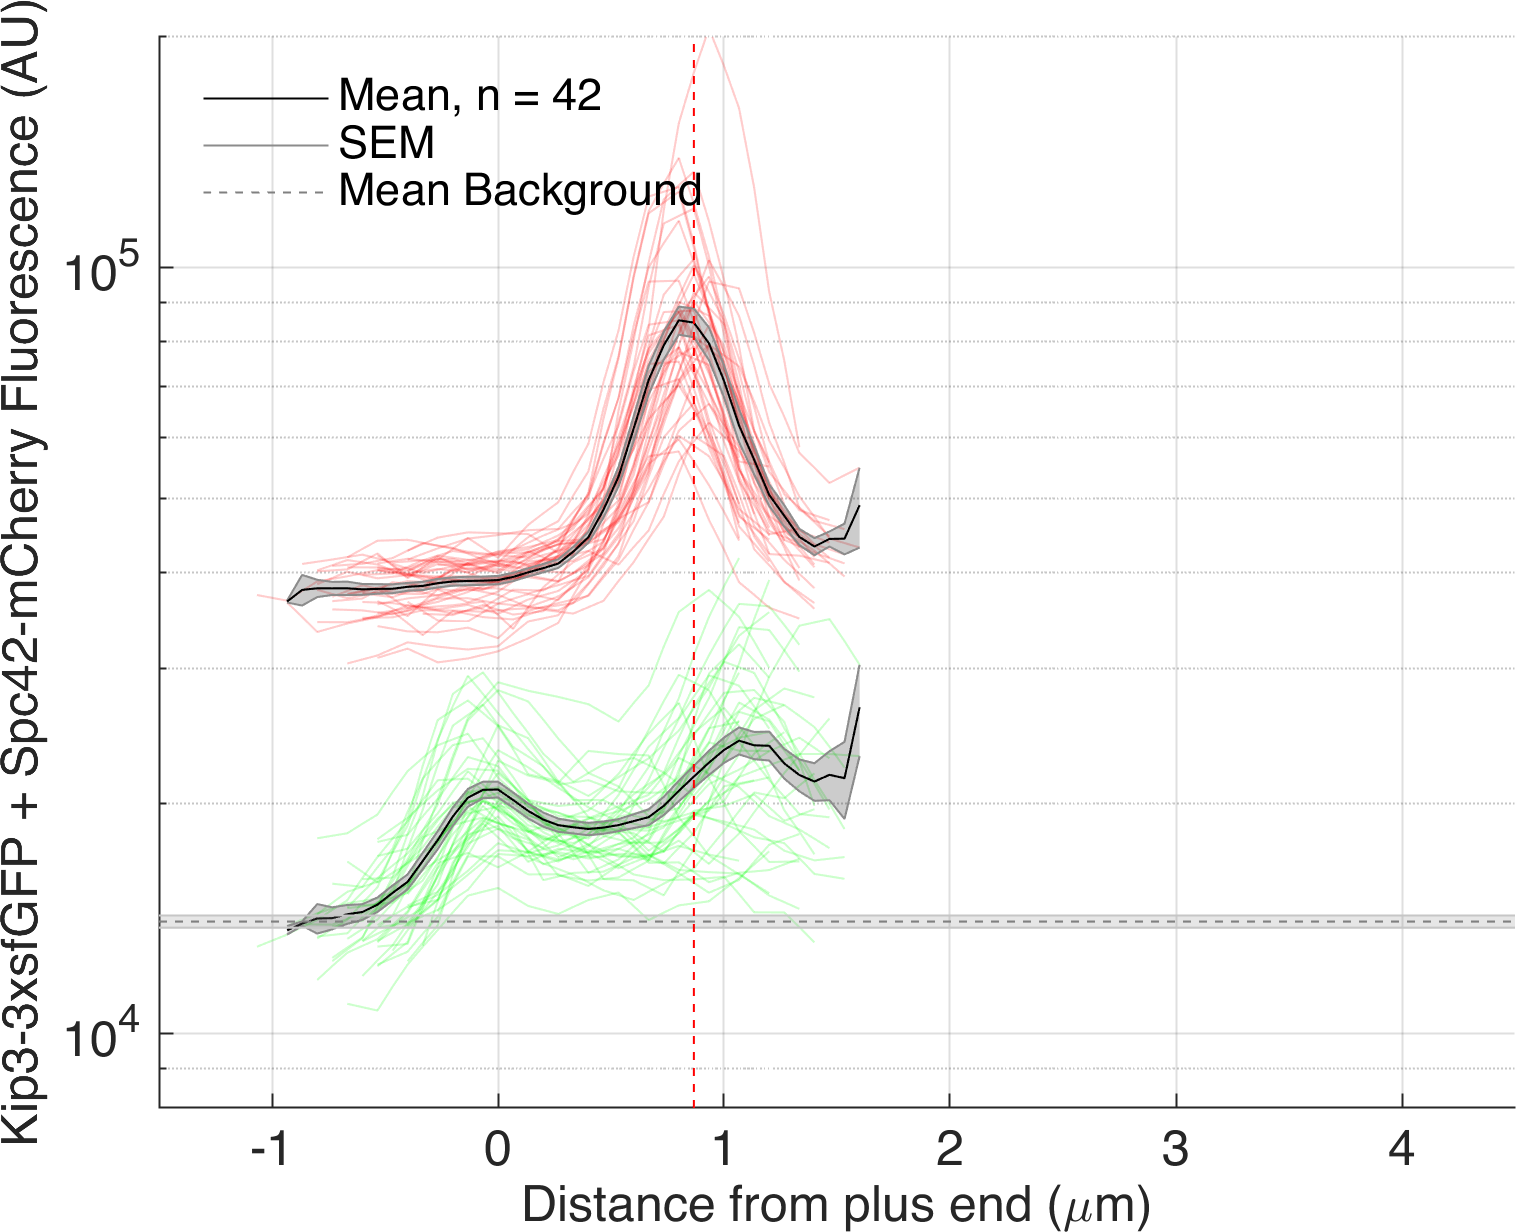 Kip3-3xsfGFP + Spc42-mCherry Fluorescence (AU)
Mean, n = 42
SEM
Mean Background
10^5
10^4
-1 0 1 2 3 4
Distance from plus end (μm)